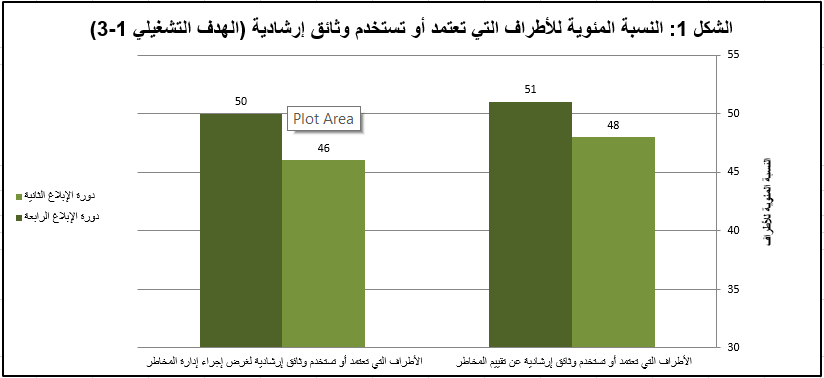 الشكل 1: النسبة المئوية للأطراف التي تعتمد أو تستخدم وثائق إرشادية (الهدف التشغيلي 1-3)
55
50
45
40
35
30
النسبة المئوية للأطراف
51
48
50
46
Plot Area
دورة الإبلاغ الثانية
دورة الإبلاغ الرابعة
الأطراف التي تعتمد أو تستخدم وثائق إرشادية عن تقييم المخاطر
الأطراف التي تعتمد أو تستخدم وثائق إرشادية لغرض إجراء إدارة المخاطر